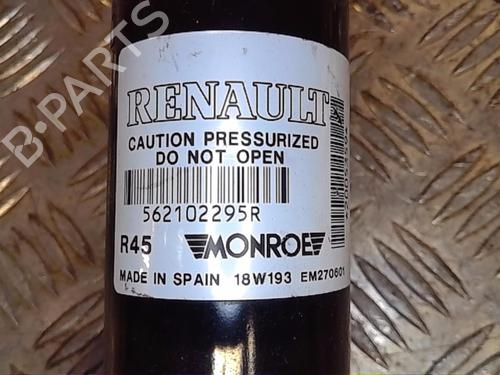 B-PARTS
RENAULT
CAUTION PRESSURIZED
DO NOT OPEN
562102295R
R45 MONROE
MADE IN SPAIN 18W193 EM270601